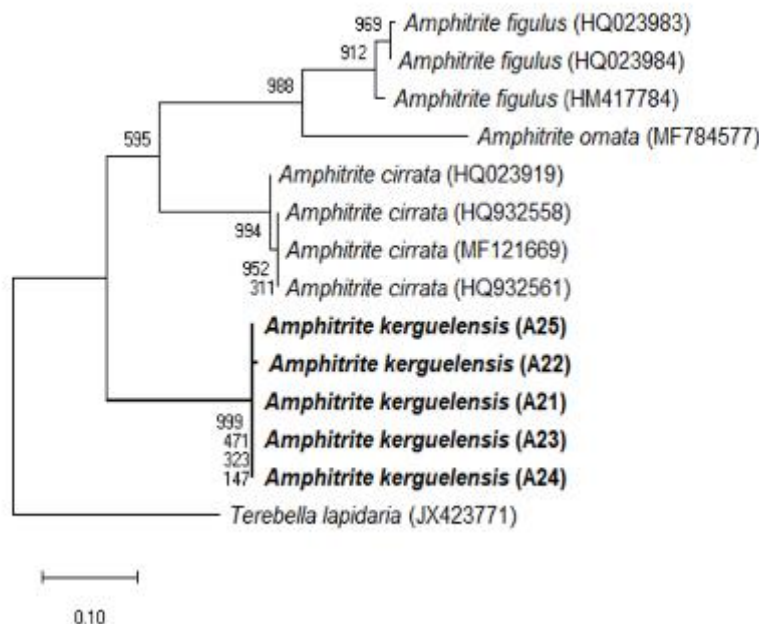 969
Amphitrite figulus (HQ023983)
Amphitrite figulus (HQ023984)
912
Amphitrite figulus (HM417784)
988
Amphitrite ornata (MF784577)
595
Amphitrite cirrata (HQ023919)
Amphitrite cirrata (HQ932558)
994
Amphitrite cirrata (MF121669)
952
311
Amphitrite cirrata (HQ932561)
Amphitrite kerguelensis (A25)
Amphitrite kerguelensis (A22)
Amphitrite kerguelensis (A21)
999
471
Amphitrite kerguelensis (A23)
323
147
Amphitrite kerguelensis (A24)
Terebella lapidaria (JX423771)
0.10